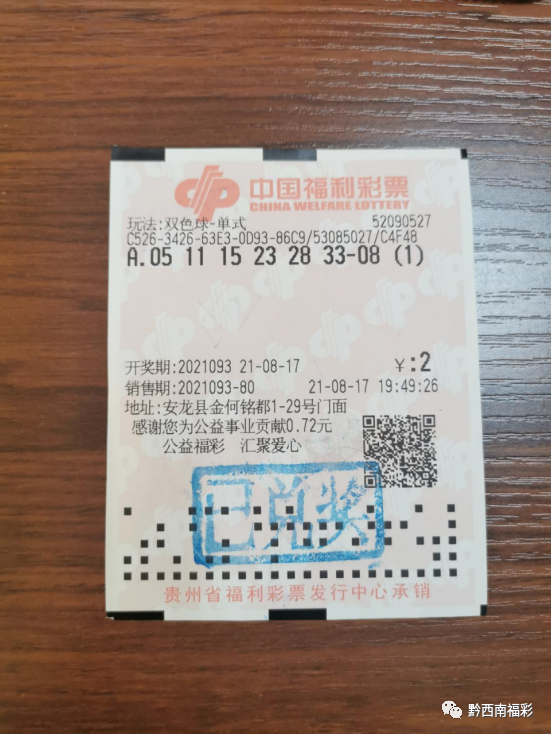 中国福利彩票
CHINA WELFARE LOTTERY
玩法:双色球-单式 52090527
C526-3426-63E3-0D93-86C9/53085027/C4F48
A.05 11 15 23 28 33-08 (1)
开奖期:2021093 21-08-17 ¥:2
销售期:2021093-80 21-08-17 19:49:26
地址:安龙县金何铭都1-29号门面
感谢您为公益事业贡献0.72元
公益福彩 汇聚爱心
已兑奖
贵州省福利彩票发行中心承销
黔西南福彩